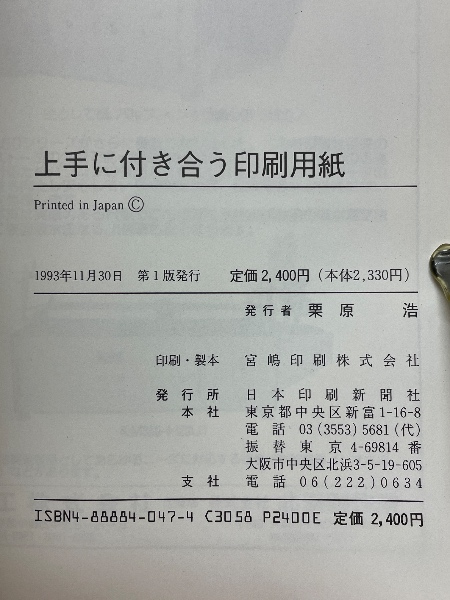 上手に付き合う印刷用紙
Printed in Japan ©
1993年11月30日 第1版発行 定価2,400円（本体2,330円）
発行者 栗原 浩
印刷・製本 宮嶋印刷株式会社
発行所 日本印刷新聞社
本社 東京都中央区新富1-16-8
電話 03(3553)5681(代)
振替東京4-69814番
大阪市中央区北浜3-5-19-605
支社 電話 06(222)0634
ISBN4-88884-047-4 C3058 P2400E 定価2,400円